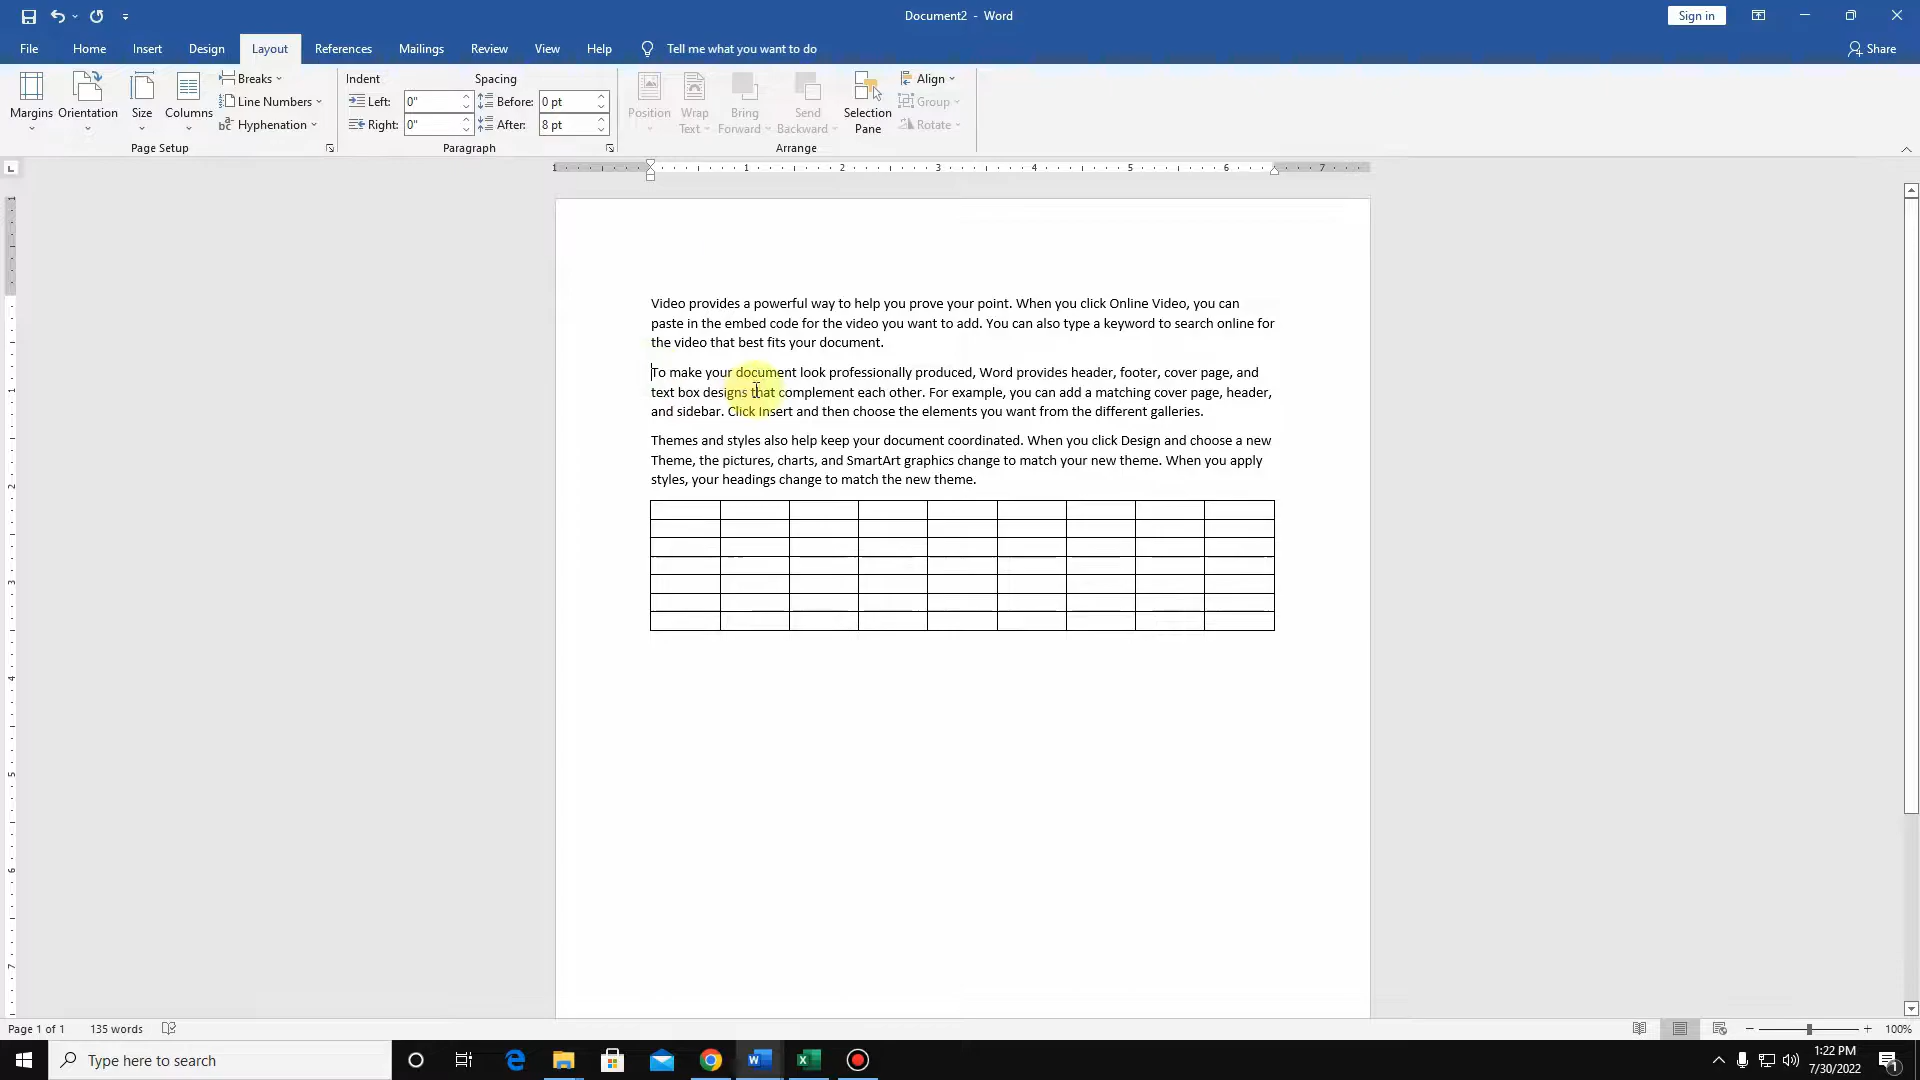 Document2 - Word
Sign in
File Home Insert Design Layout References Mailings Review View Help Tell me what you want to do
Share
Margins Orientation Size Columns
Breaks
Line Numbers
Hyphenation
Page Setup
Indent Spacing
Left: 0" Before: 0 pt
Right: 0" After: 8 pt
Paragraph
Position
Wrap Text
Bring Forward
Send Backward
Selection Pane
Align
Group
Rotate
Arrange
1 1 2 3 4 5 6 7
Video provides a powerful way to help you prove your point. When you click Online Video, you can
paste in the embed code for the video you want to add. You can also type a keyword to search online for
the video that best fits your document.
To make your document look professionally produced, Word provides header, footer, cover page, and
text box designs that complement each other. For example, you can add a matching cover page, header,
and sidebar. Click Insert and then choose the elements you want from the different galleries.
Themes and styles also help keep your document coordinated. When you click Design and choose a new
Theme, the pictures, charts, and SmartArt graphics change to match your new theme. When you apply
styles, your headings change to match the new theme.
Page 1 of 1 135 words
100%
Type here to search
1:22 PM
7/30/2022